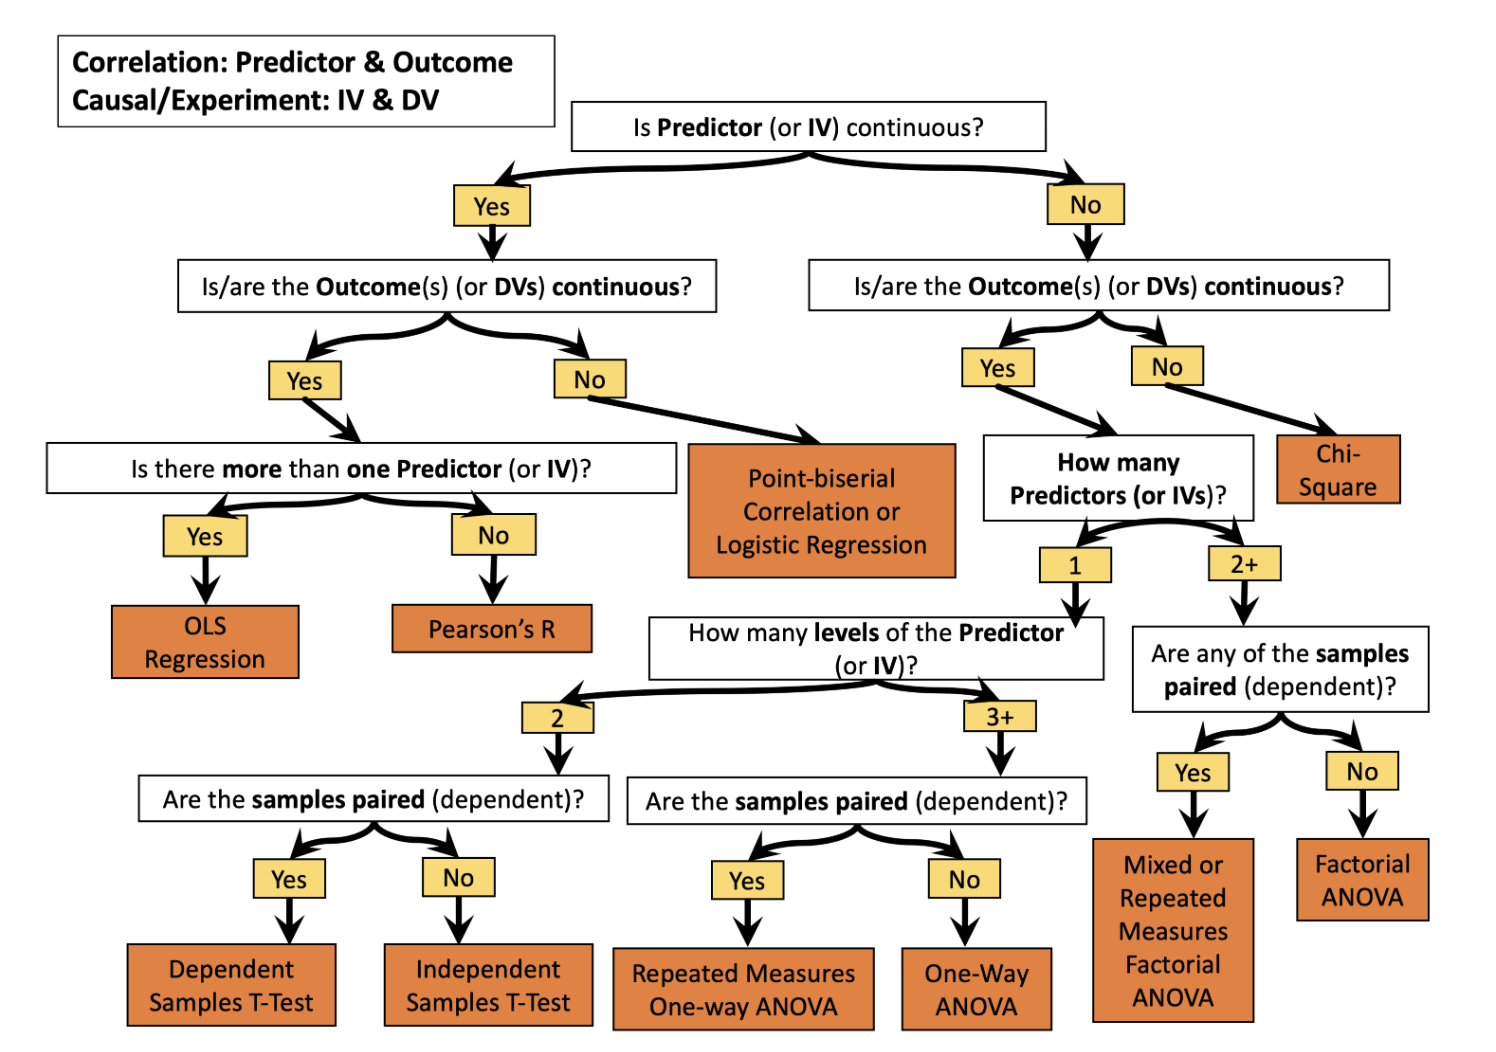 Correlation: Predictor & Outcome
Causal/Experiment: IV & DV
Is Predictor (or IV) continuous?
Yes
No
Is/are the Outcome(s) (or DVs) continuous?
Is/are the Outcome(s) (or DVs) continuous?
Yes
No
Yes
No
Is there more than one Predictor (or IV)?
Point-biserial
Correlation or
Logistic Regression
How many
Predictors (or IVs)?
Chi-
Square
Yes
No
1
2+
OLS
Regression
Pearson’s R
How many levels of the Predictor
(or IV)?
Are any of the samples
paired (dependent)?
2
3+
Yes
No
Are the samples paired (dependent)?
Are the samples paired (dependent)?
Yes
No
Yes
No
Mixed or
Repeated
Measures
Factorial
ANOVA
Factorial
ANOVA
Dependent
Samples T-Test
Independent
Samples T-Test
Repeated Measures
One-way ANOVA
One-Way
ANOVA